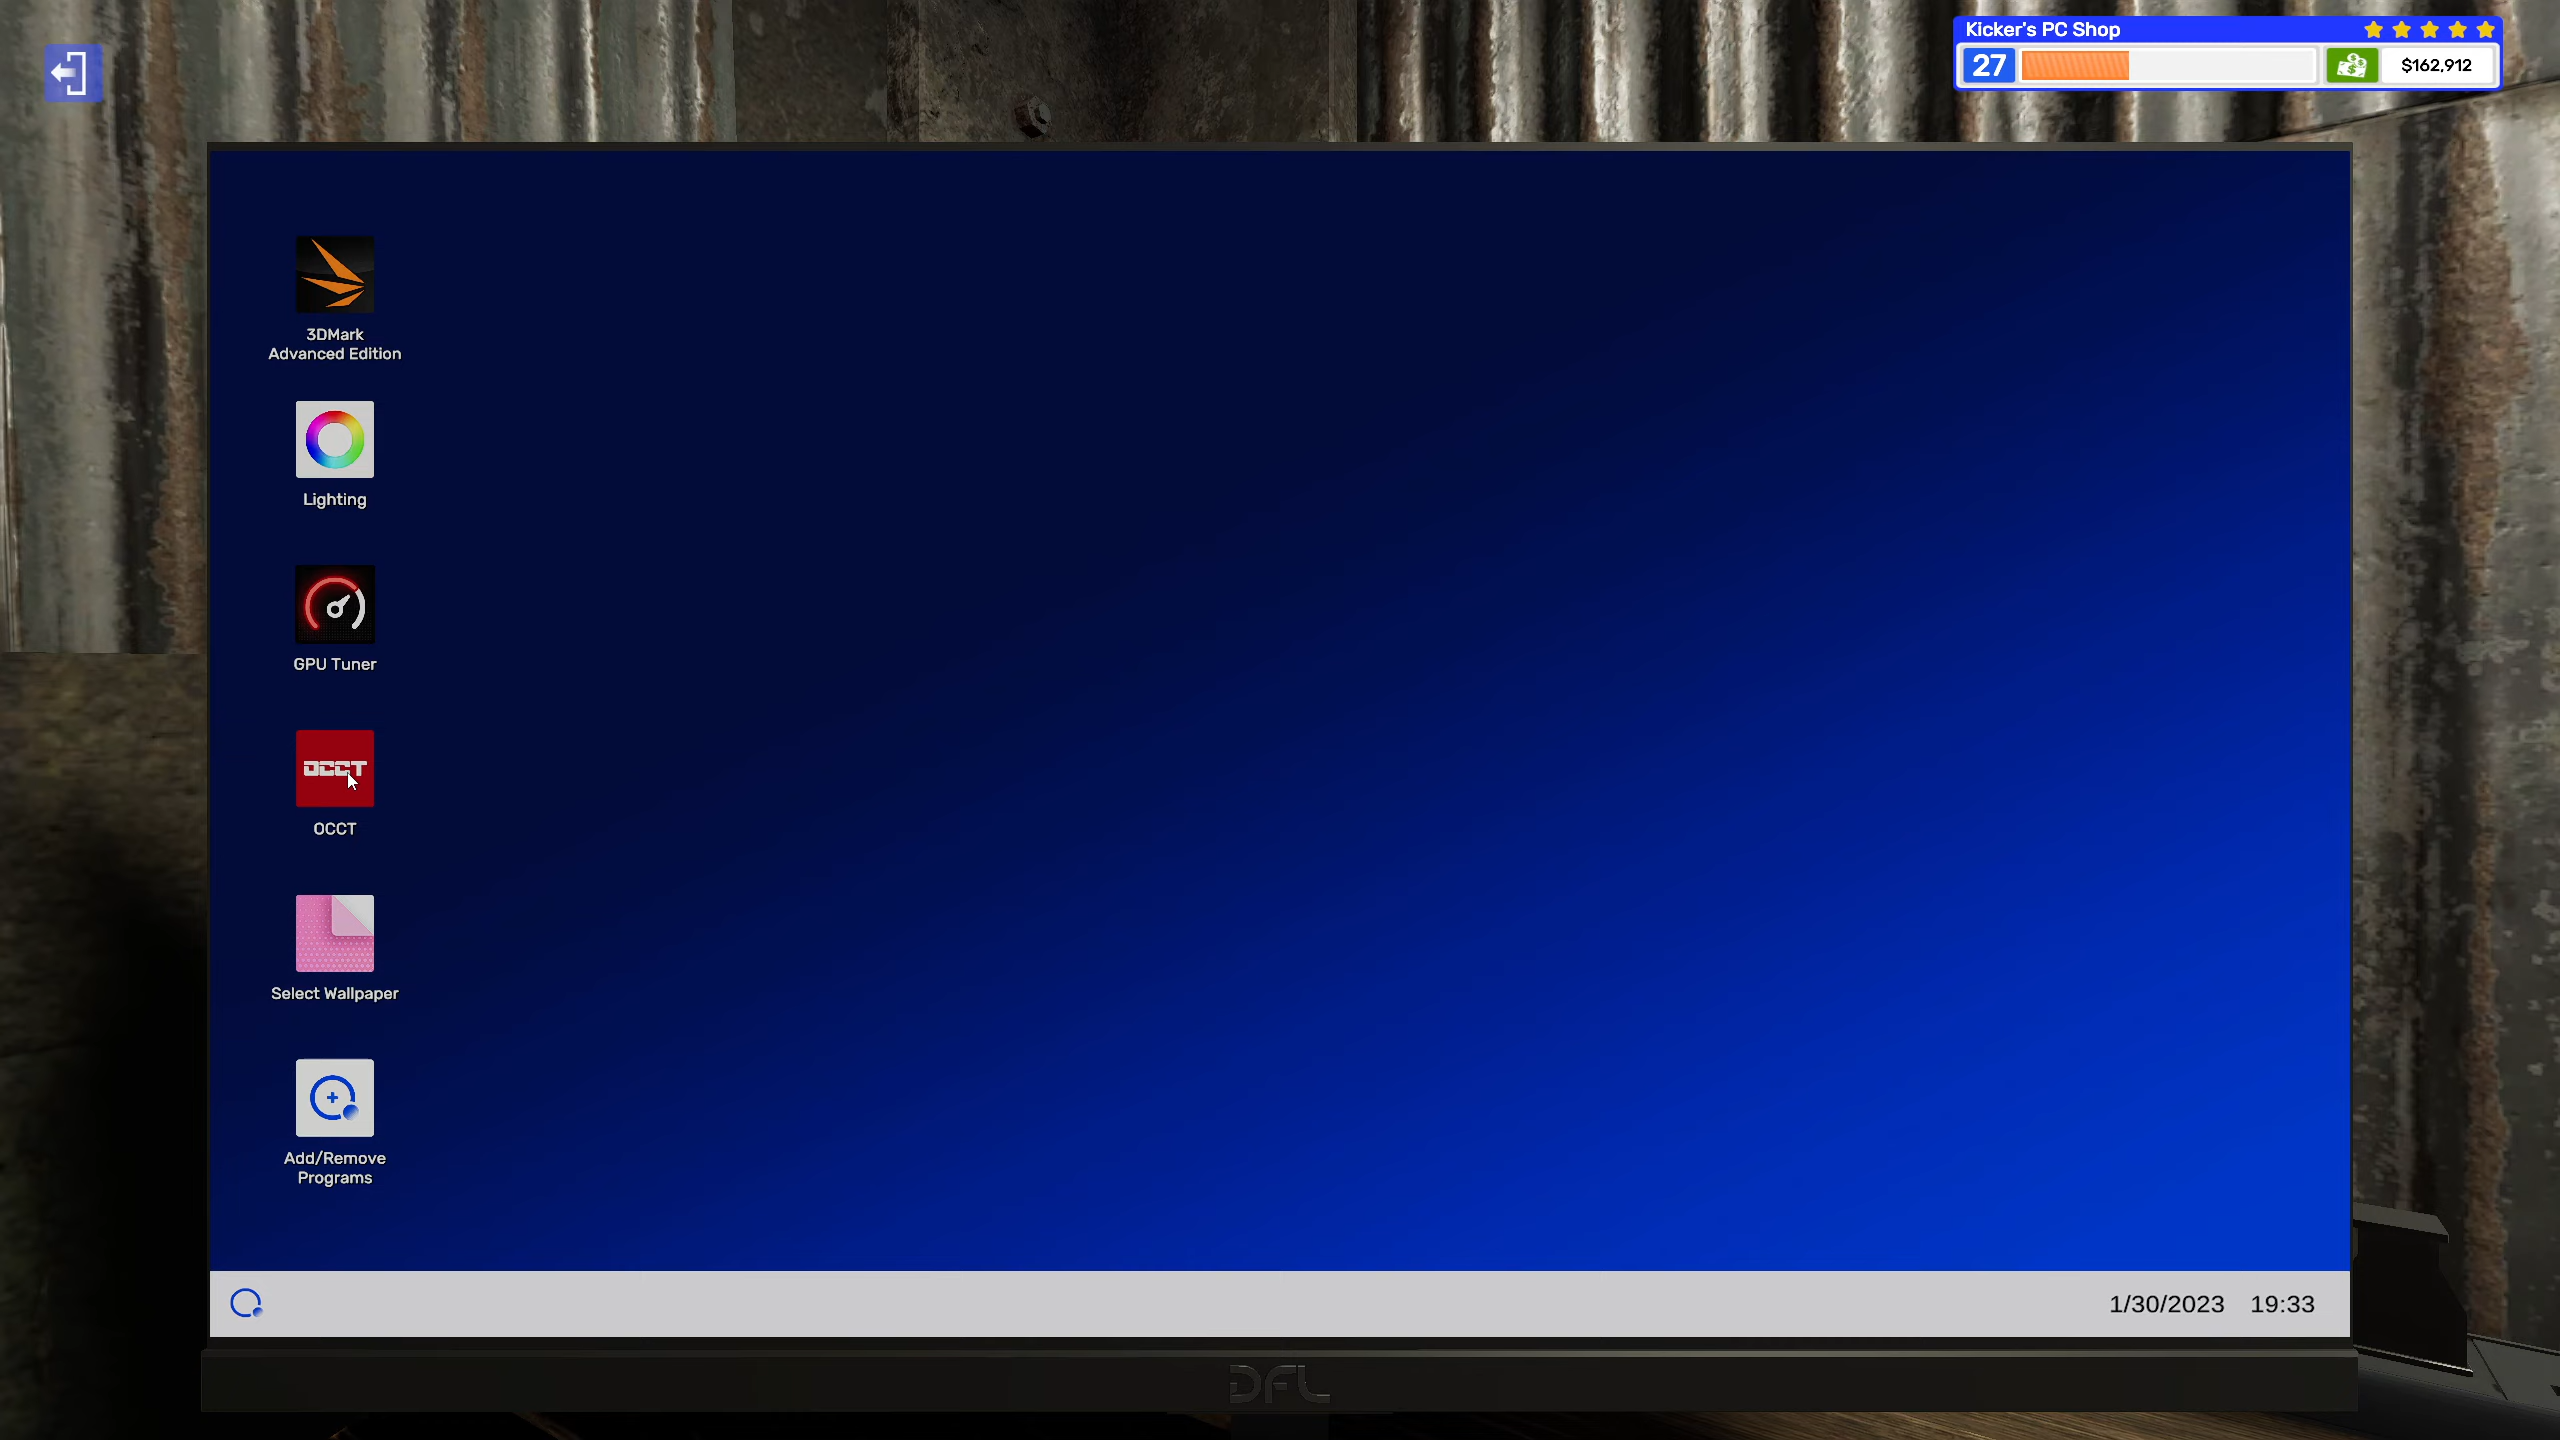 Kicker's PC Shop
27
$162,912
3DMark
Advanced Edition
Lighting
GPU Tuner
OCCT
OCCT
Select Wallpaper
Add/Remove
Programs
1/30/2023 19:33
DFL